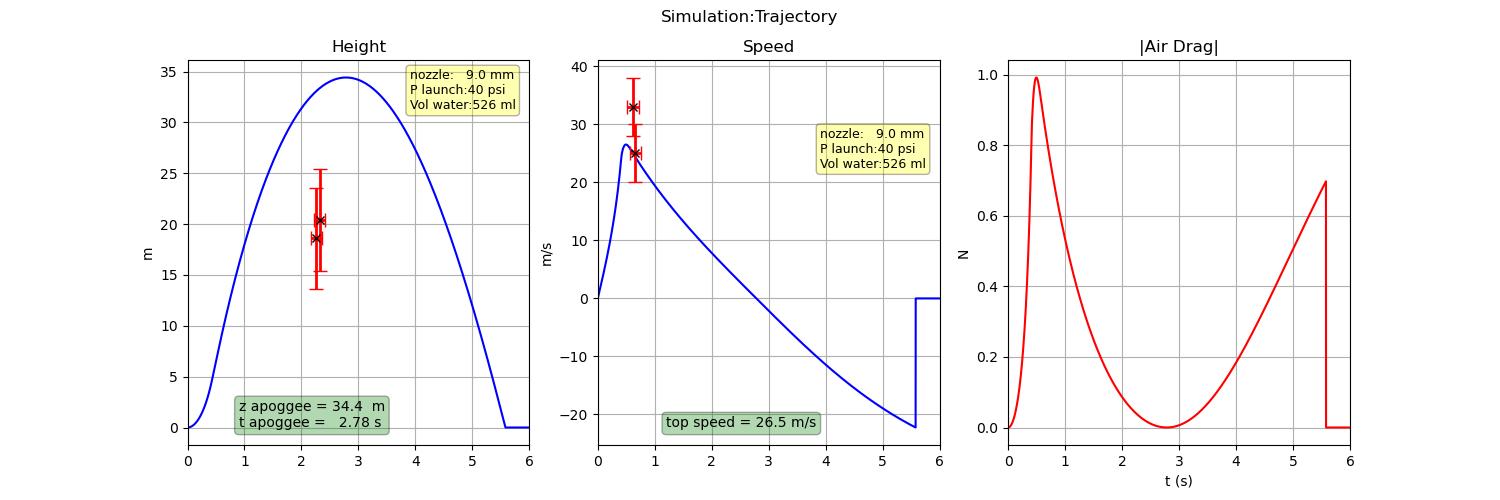 Simulation:Trajectory
Height
35
30
25
20
15
10
5
0
m
0 1 2 3 4 5 6
nozzle:   9.0 mm
P launch:40 psi
Vol water:526 ml
z apoggee = 34.4  m
t apoggee =   2.78 s
Speed
40
30
20
10
0
−10
−20
m/s
0 1 2 3 4 5 6
nozzle:   9.0 mm
P launch:40 psi
Vol water:526 ml
top speed = 26.5 m/s
|Air Drag|
1.0
0.8
0.6
0.4
0.2
0.0
N
0 1 2 3 4 5 6
t (s)